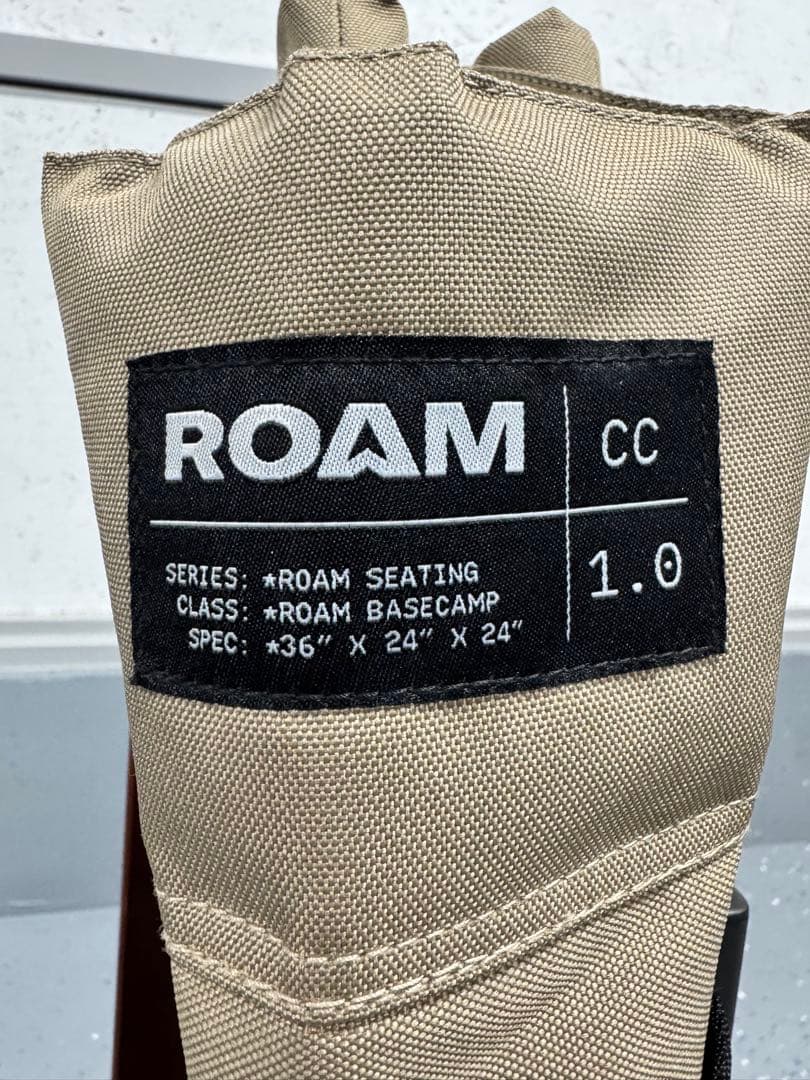 ROAM
CC
SERIES: *ROAM SEATING
CLASS: *ROAM BASECAMP
SPEC: *36" X 24" X 24"
1.0